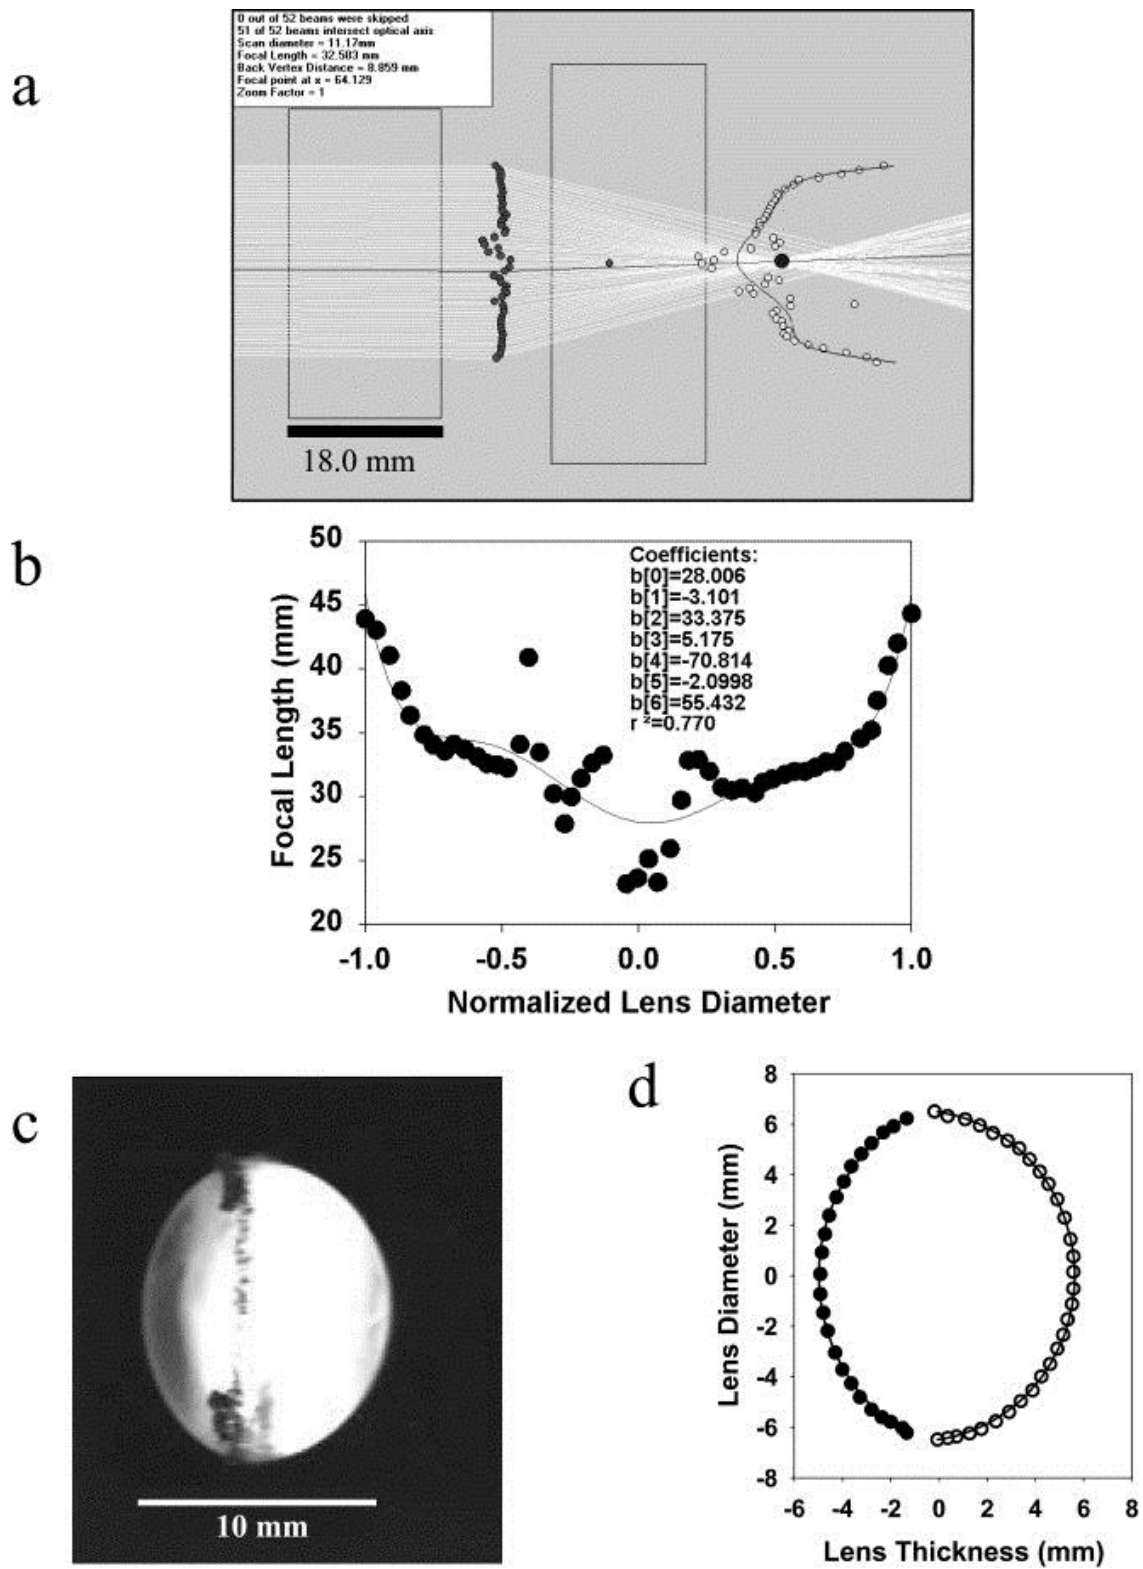 a
0 out of 52 beams were skipped
51 of 52 beams intersect optical axis
Scan diameter = 11.17mm
Focal Length = 32.503 mm
Back Vertex Distance = 8.859 mm
Focal point at x = 64.129
Zoom Factor = 1
18.0 mm
b
50
45
40
35
30
25
20
Focal Length (mm)
Coefficients:
b[0]=28.006
b[1]=-3.101
b[2]=33.375
b[3]=5.175
b[4]=-70.814
b[5]=-2.0998
b[6]=55.432
r ²=0.770
-1.0 -0.5 0.0 0.5 1.0
Normalized Lens Diameter
c
10 mm
d
8
6
4
2
0
-2
-4
-6
-8
Lens Diameter (mm)
-6 -4 -2 0 2 4 6 8
Lens Thickness (mm)